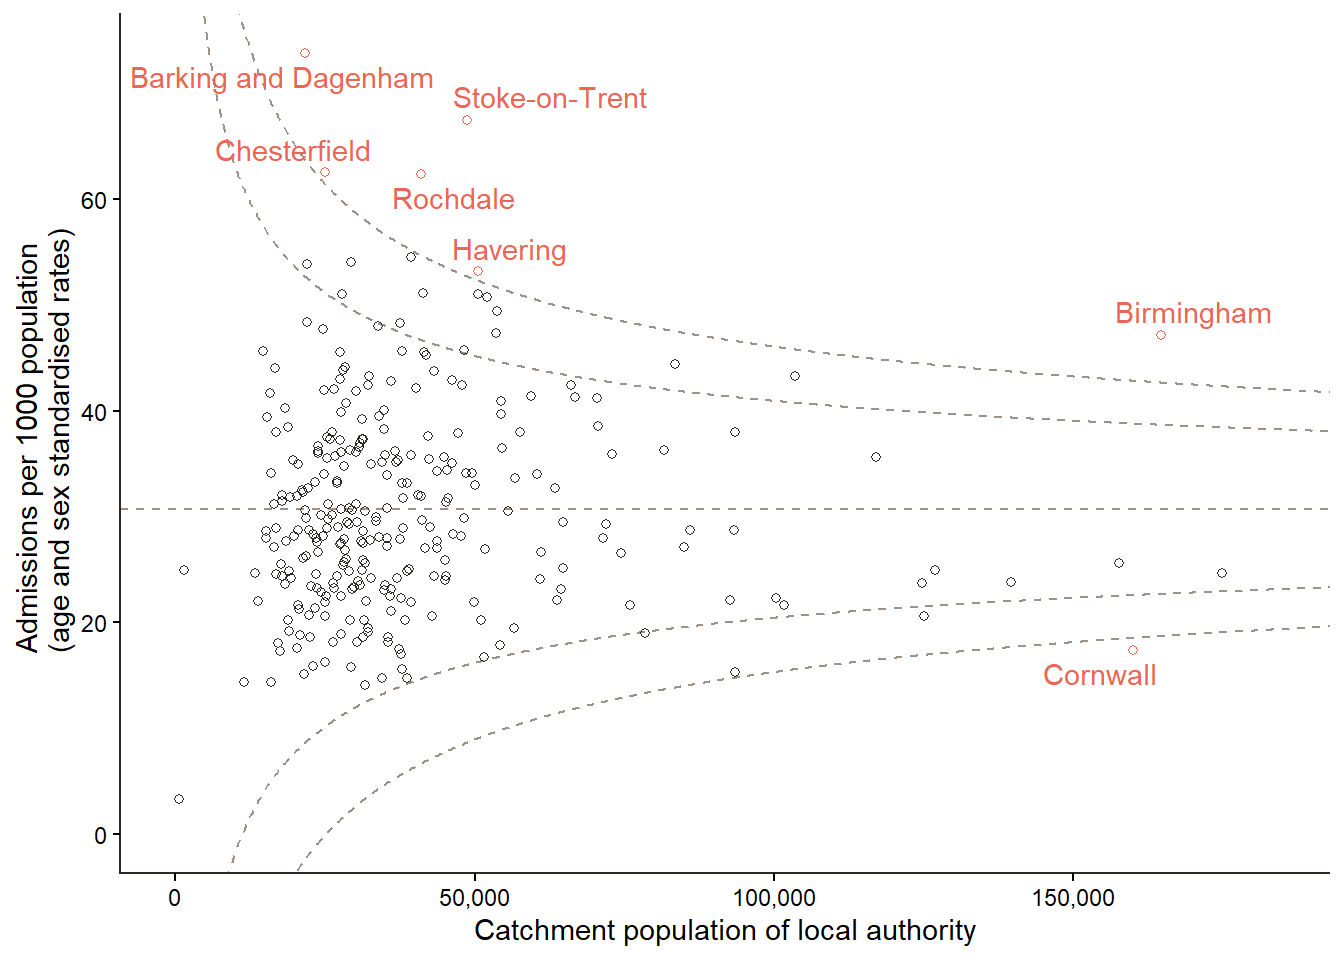 Barking and Dagenham
Stoke-on-Trent
Chesterfield
Rochdale
Havering
Birmingham
Cornwall
60
40
20
0
Admissions per 1000 population
(age and sex standardised rates)
0
50,000
100,000
150,000
Catchment population of local authority